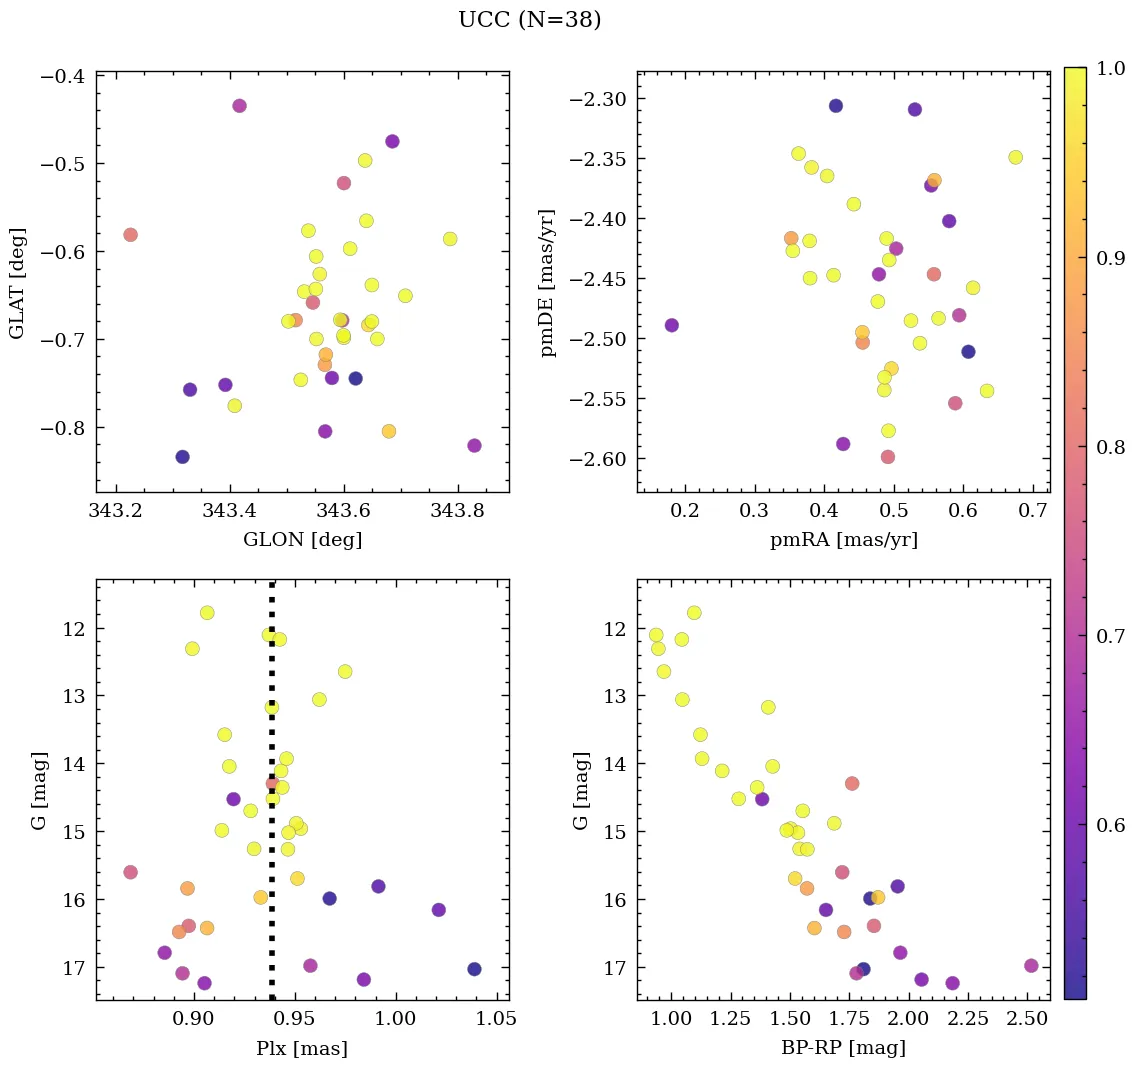 UCC (N=38)
−0.4
−0.5
−0.6
−0.7
−0.8
GLAT [deg]
343.2 343.4 343.6 343.8
GLON [deg]
−2.30
−2.35
−2.40
−2.45
−2.50
−2.55
−2.60
pmDE [mas/yr]
0.2 0.3 0.4 0.5 0.6 0.7
pmRA [mas/yr]
1.0
0.9
0.8
0.7
0.6
12
13
14
15
16
17
G [mag]
0.90 0.95 1.00 1.05
Plx [mas]
12
13
14
15
16
17
G [mag]
1.00 1.25 1.50 1.75 2.00 2.25 2.50
BP-RP [mag]